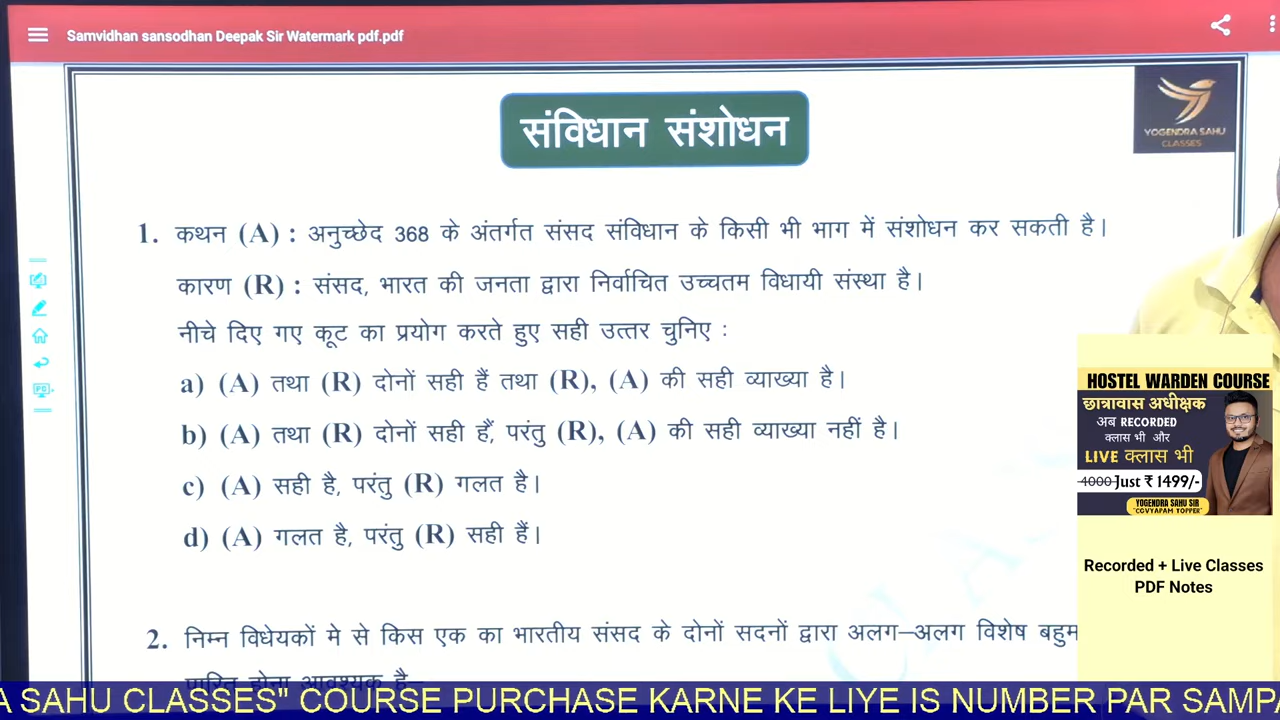 Samvidhan sansodhan Deepak Sir Watermark pdf.pdf
संविधान संशोधन
YOGENDRA SAHU
CLASSES
1. कथन (A) : अनुच्छेद 368 के अंतर्गत संसद संविधान के किसी भी भाग में संशोधन कर सकती है।
कारण (R) : संसद, भारत की जनता द्वारा निर्वाचित उच्चतम विधायी संस्था है।
नीचे दिए गए कूट का प्रयोग करते हुए सही उत्तर चुनिए :
a) (A) तथा (R) दोनों सही हैं तथा (R), (A) की सही व्याख्या है।
b) (A) तथा (R) दोनों सही हैं, परंतु (R), (A) की सही व्याख्या नहीं है।
c) (A) सही है, परंतु (R) गलत है।
d) (A) गलत है, परंतु (R) सही हैं।
2. निम्न विधेयकों मे से किस एक का भारतीय संसद के दोनों सदनों द्वारा अलग–अलग विशेष बहुम
पारित होना आवश्यक है–
HOSTEL WARDEN COURSE
छात्रावास अधीक्षक
अब RECORDED
क्लास भी और
LIVE क्लास भी
4000 Just ₹ 1499/-
YOGENDRA SAHU SIR
"CGVYAPAM TOPPER"
Recorded + Live Classes
PDF Notes
A SAHU CLASSES" COURSE PURCHASE KARNE KE LIYE IS NUMBER PAR SAMPA